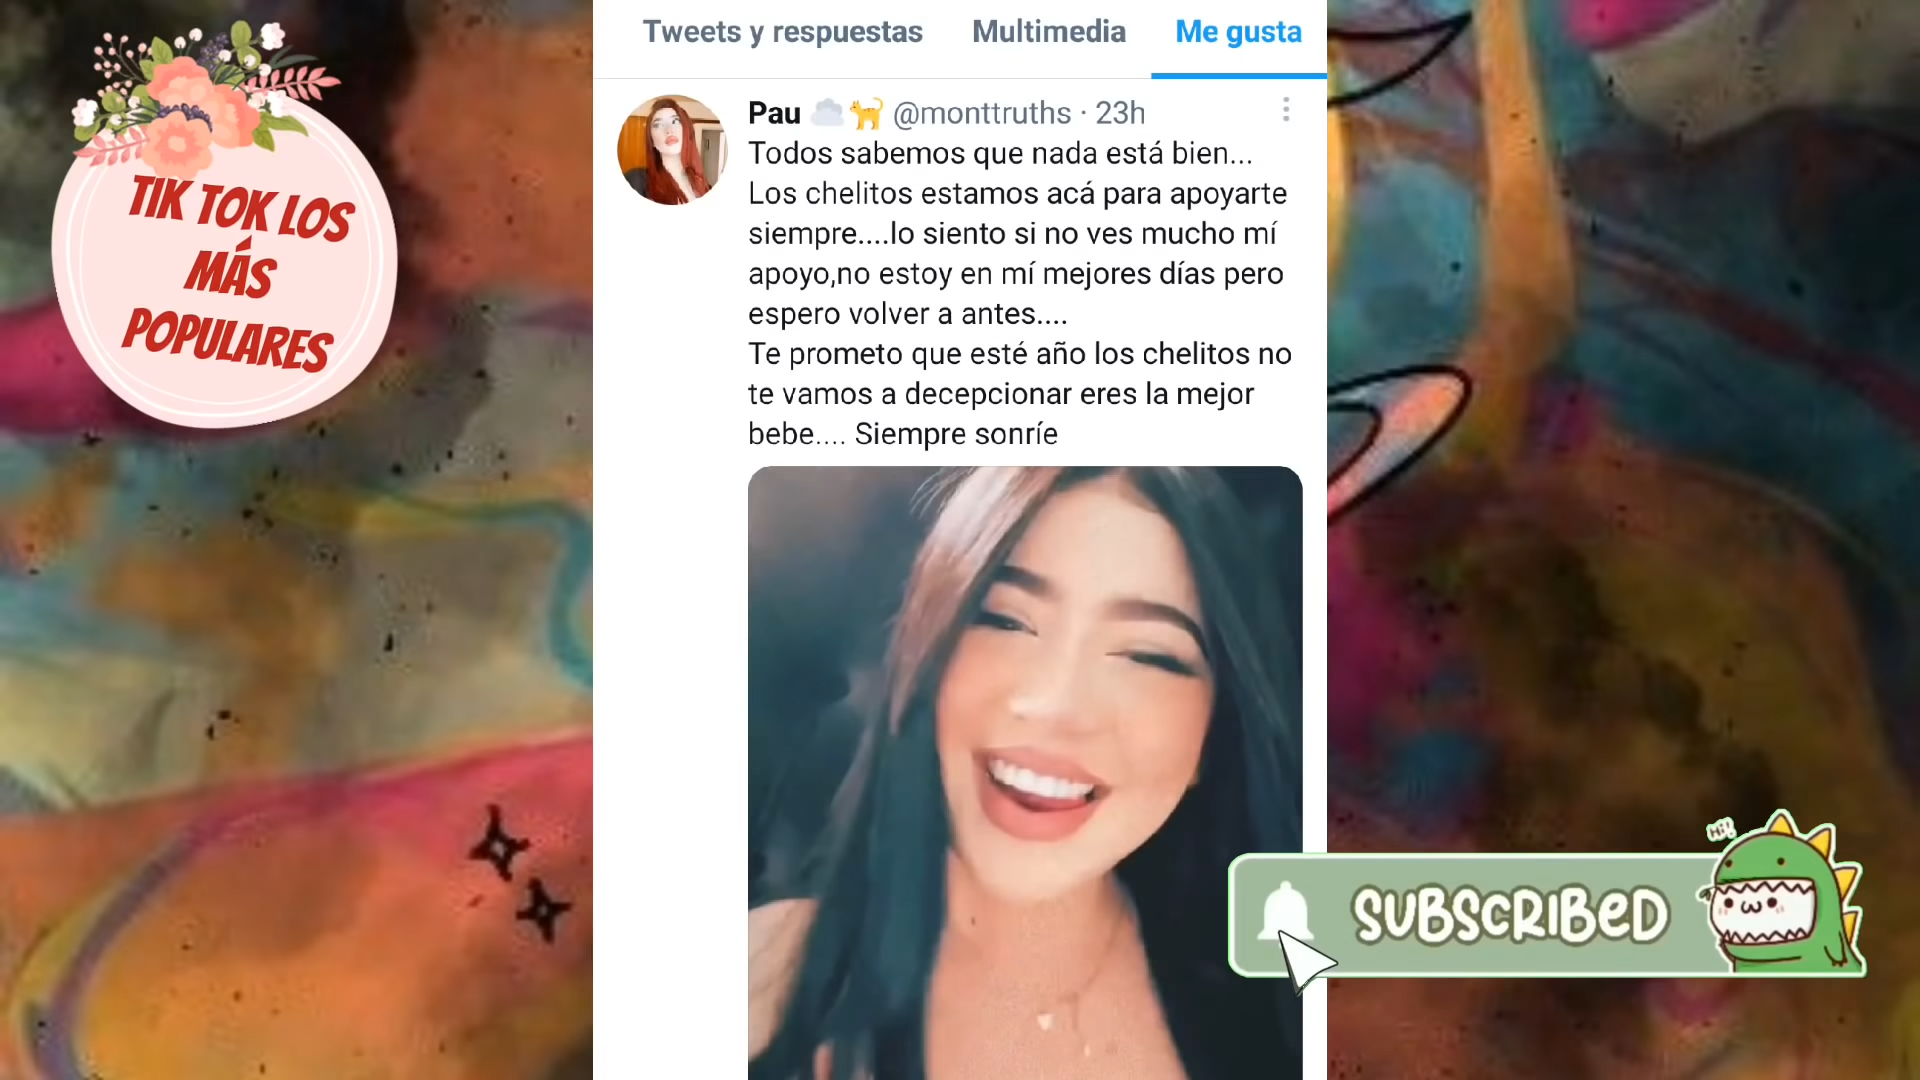 TIK TOK LOS
MÁS
POPULARES
Tweets y respuestas Multimedia Me gusta
Pau @monttruths · 23h
Todos sabemos que nada está bien...
Los chelitos estamos acá para apoyarte
siempre....lo siento si no ves mucho mí
apoyo,no estoy en mí mejores días pero
espero volver a antes....
Te prometo que esté año los chelitos no
te vamos a decepcionar eres la mejor
bebe.... Siempre sonríe
Hi!
SUBSCRIBED